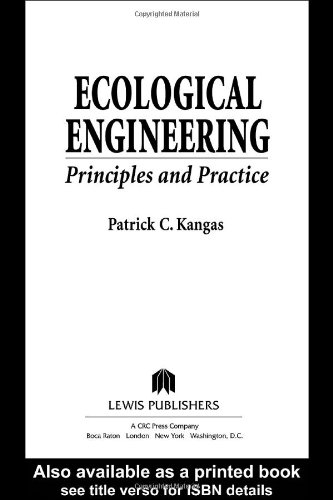 ECOLOGICAL
ENGINEERING
Principles and Practice
Patrick C. Kangas
LEWIS PUBLISHERS
A CRC Press Company
Boca Raton London New York Washington, D.C.
Also available as a printed book
see title verso for ISBN details